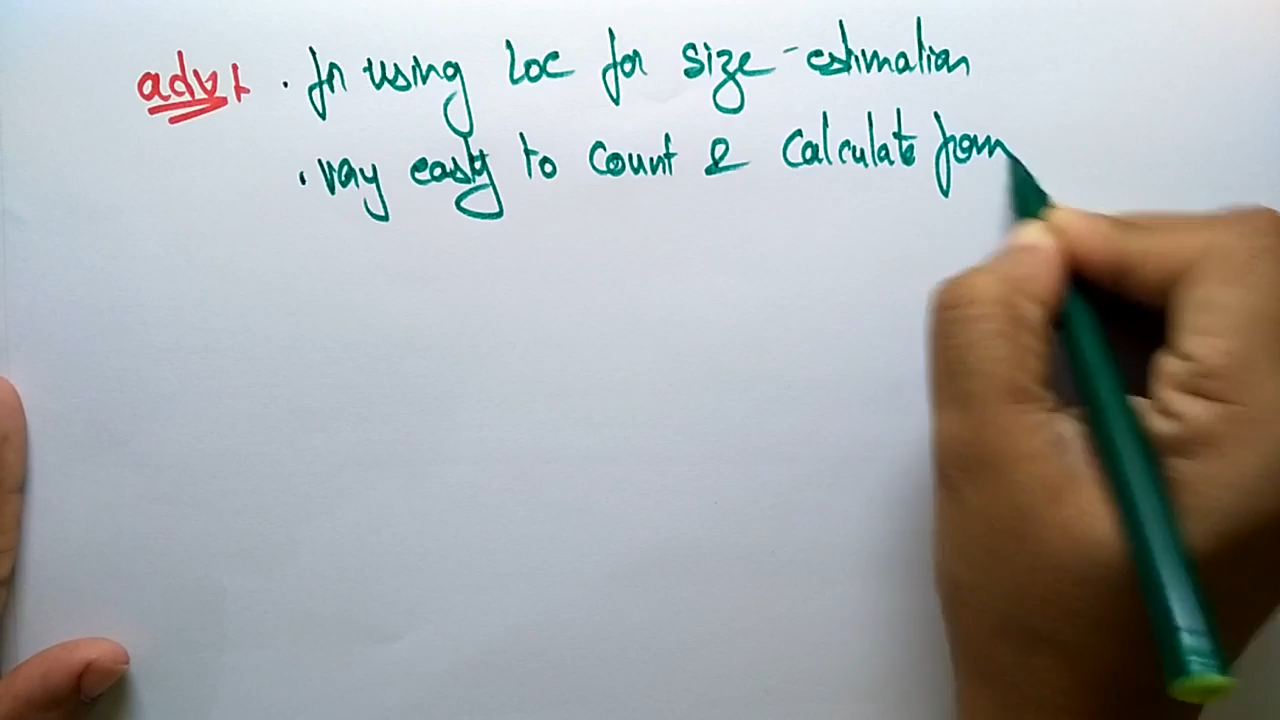 advt . In using LOC for size-estimation
. very easy to count & calculate from